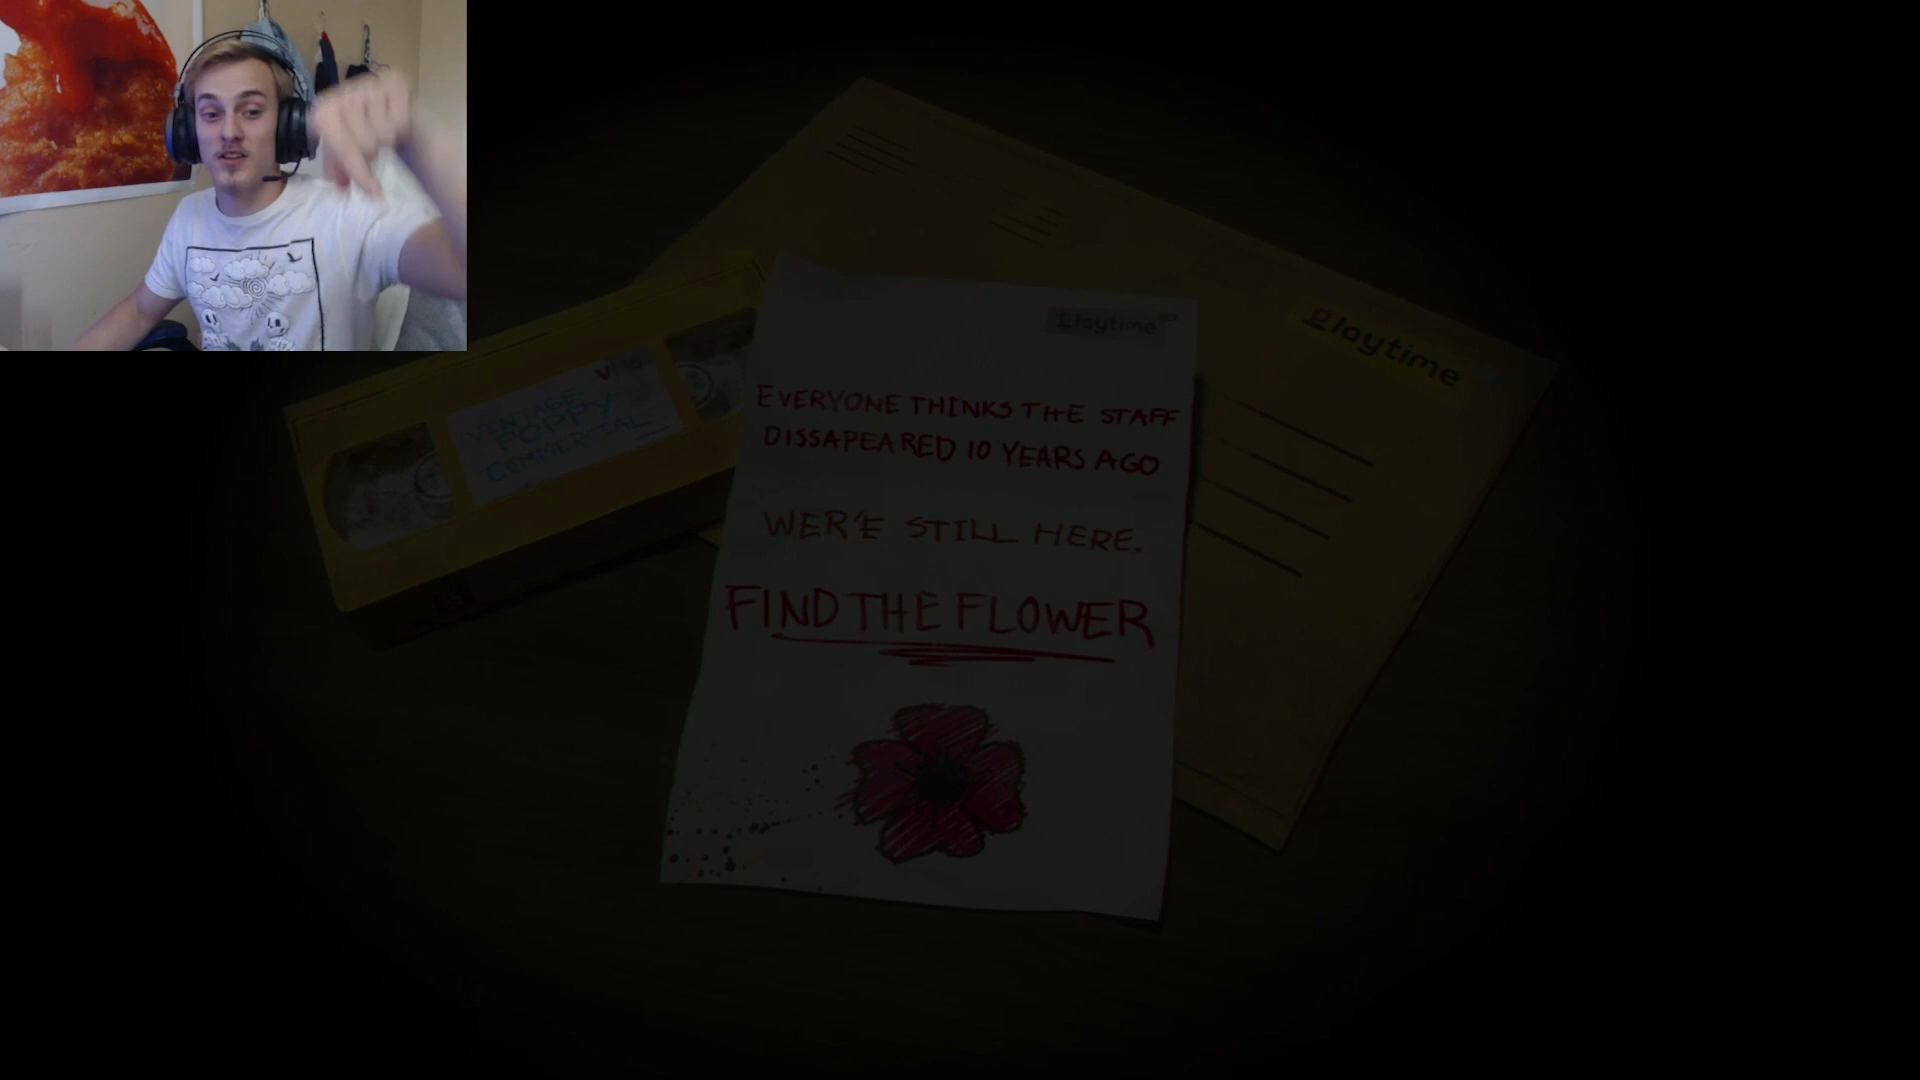 Playtime
Playtime
VINTAGE
POPPY
COMMERCIAL
EVERYONE THINKS THE STAFF
DISSAPEARED 10 YEARS AGO
WER'E STILL HERE.
FIND THE FLOWER